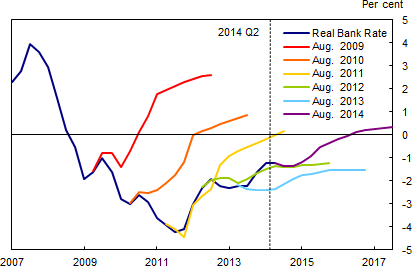 Per cent
2014 Q2
Real Bank Rate
Aug. 2009
Aug. 2010
Aug. 2011
Aug. 2012
Aug. 2013
Aug. 2014
5
4
3
2
1
0
-1
-2
-3
-4
-5
2007 2009 2011 2013 2015 2017